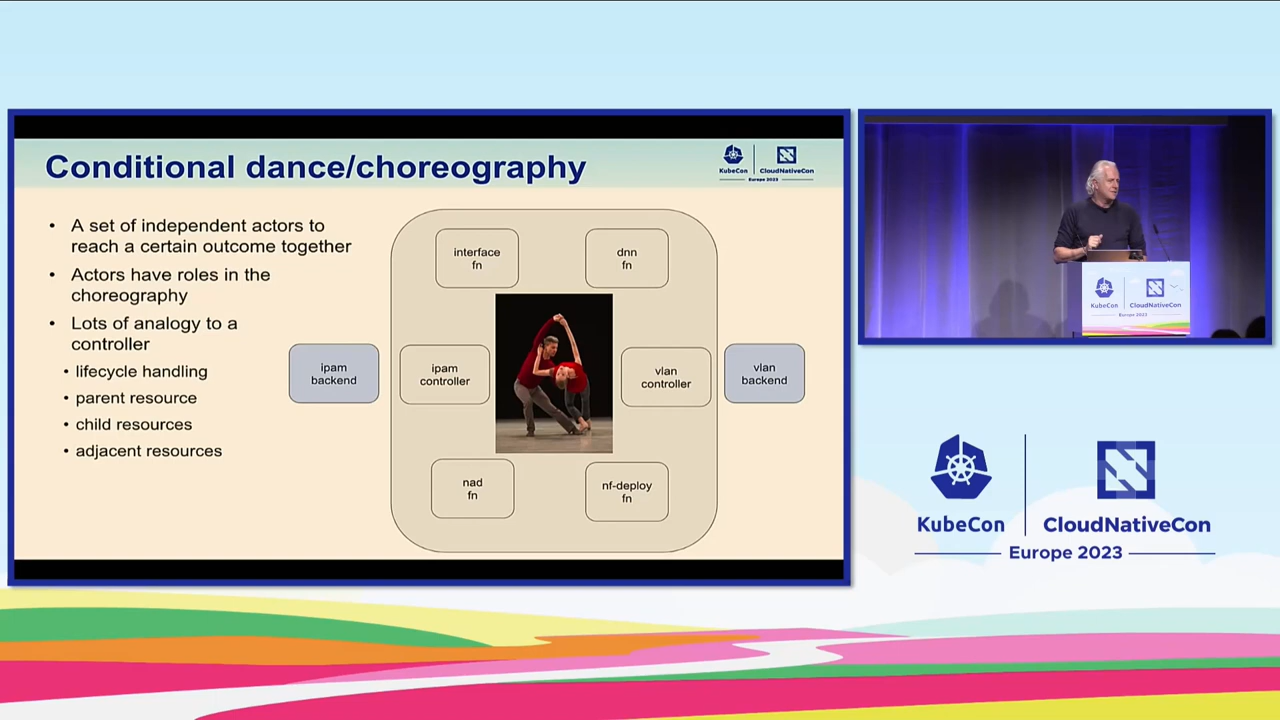 Conditional dance/choreography
KubeCon
CloudNativeCon
Europe 2023
• A set of independent actors to
reach a certain outcome together
• Actors have roles in the
choreography
• Lots of analogy to a
controller
• lifecycle handling
• parent resource
• child resources
• adjacent resources
interface
fn
dnn
fn
ipam
backend
ipam
controller
vlan
controller
vlan
backend
nad
fn
nf-deploy
fn
KubeCon
CloudNativeCon
Europe 2023
KubeCon
CloudNativeCon
Europe 2023